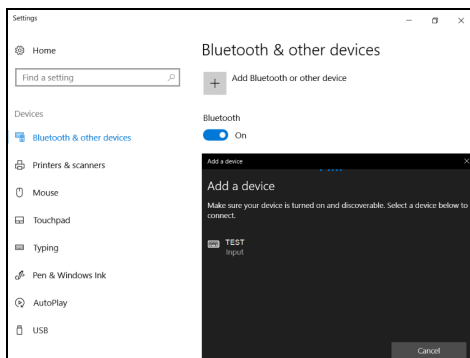 Settings
Home
Find a setting
Devices
Bluetooth & other devices
Printers & scanners
Mouse
Touchpad
Typing
Pen & Windows Ink
AutoPlay
USB
Bluetooth & other devices
Add Bluetooth or other device
Bluetooth
On
Add a device
Add a device
Make sure your device is turned on and discoverable. Select a device below to
connect.
TEST
Input
Cancel